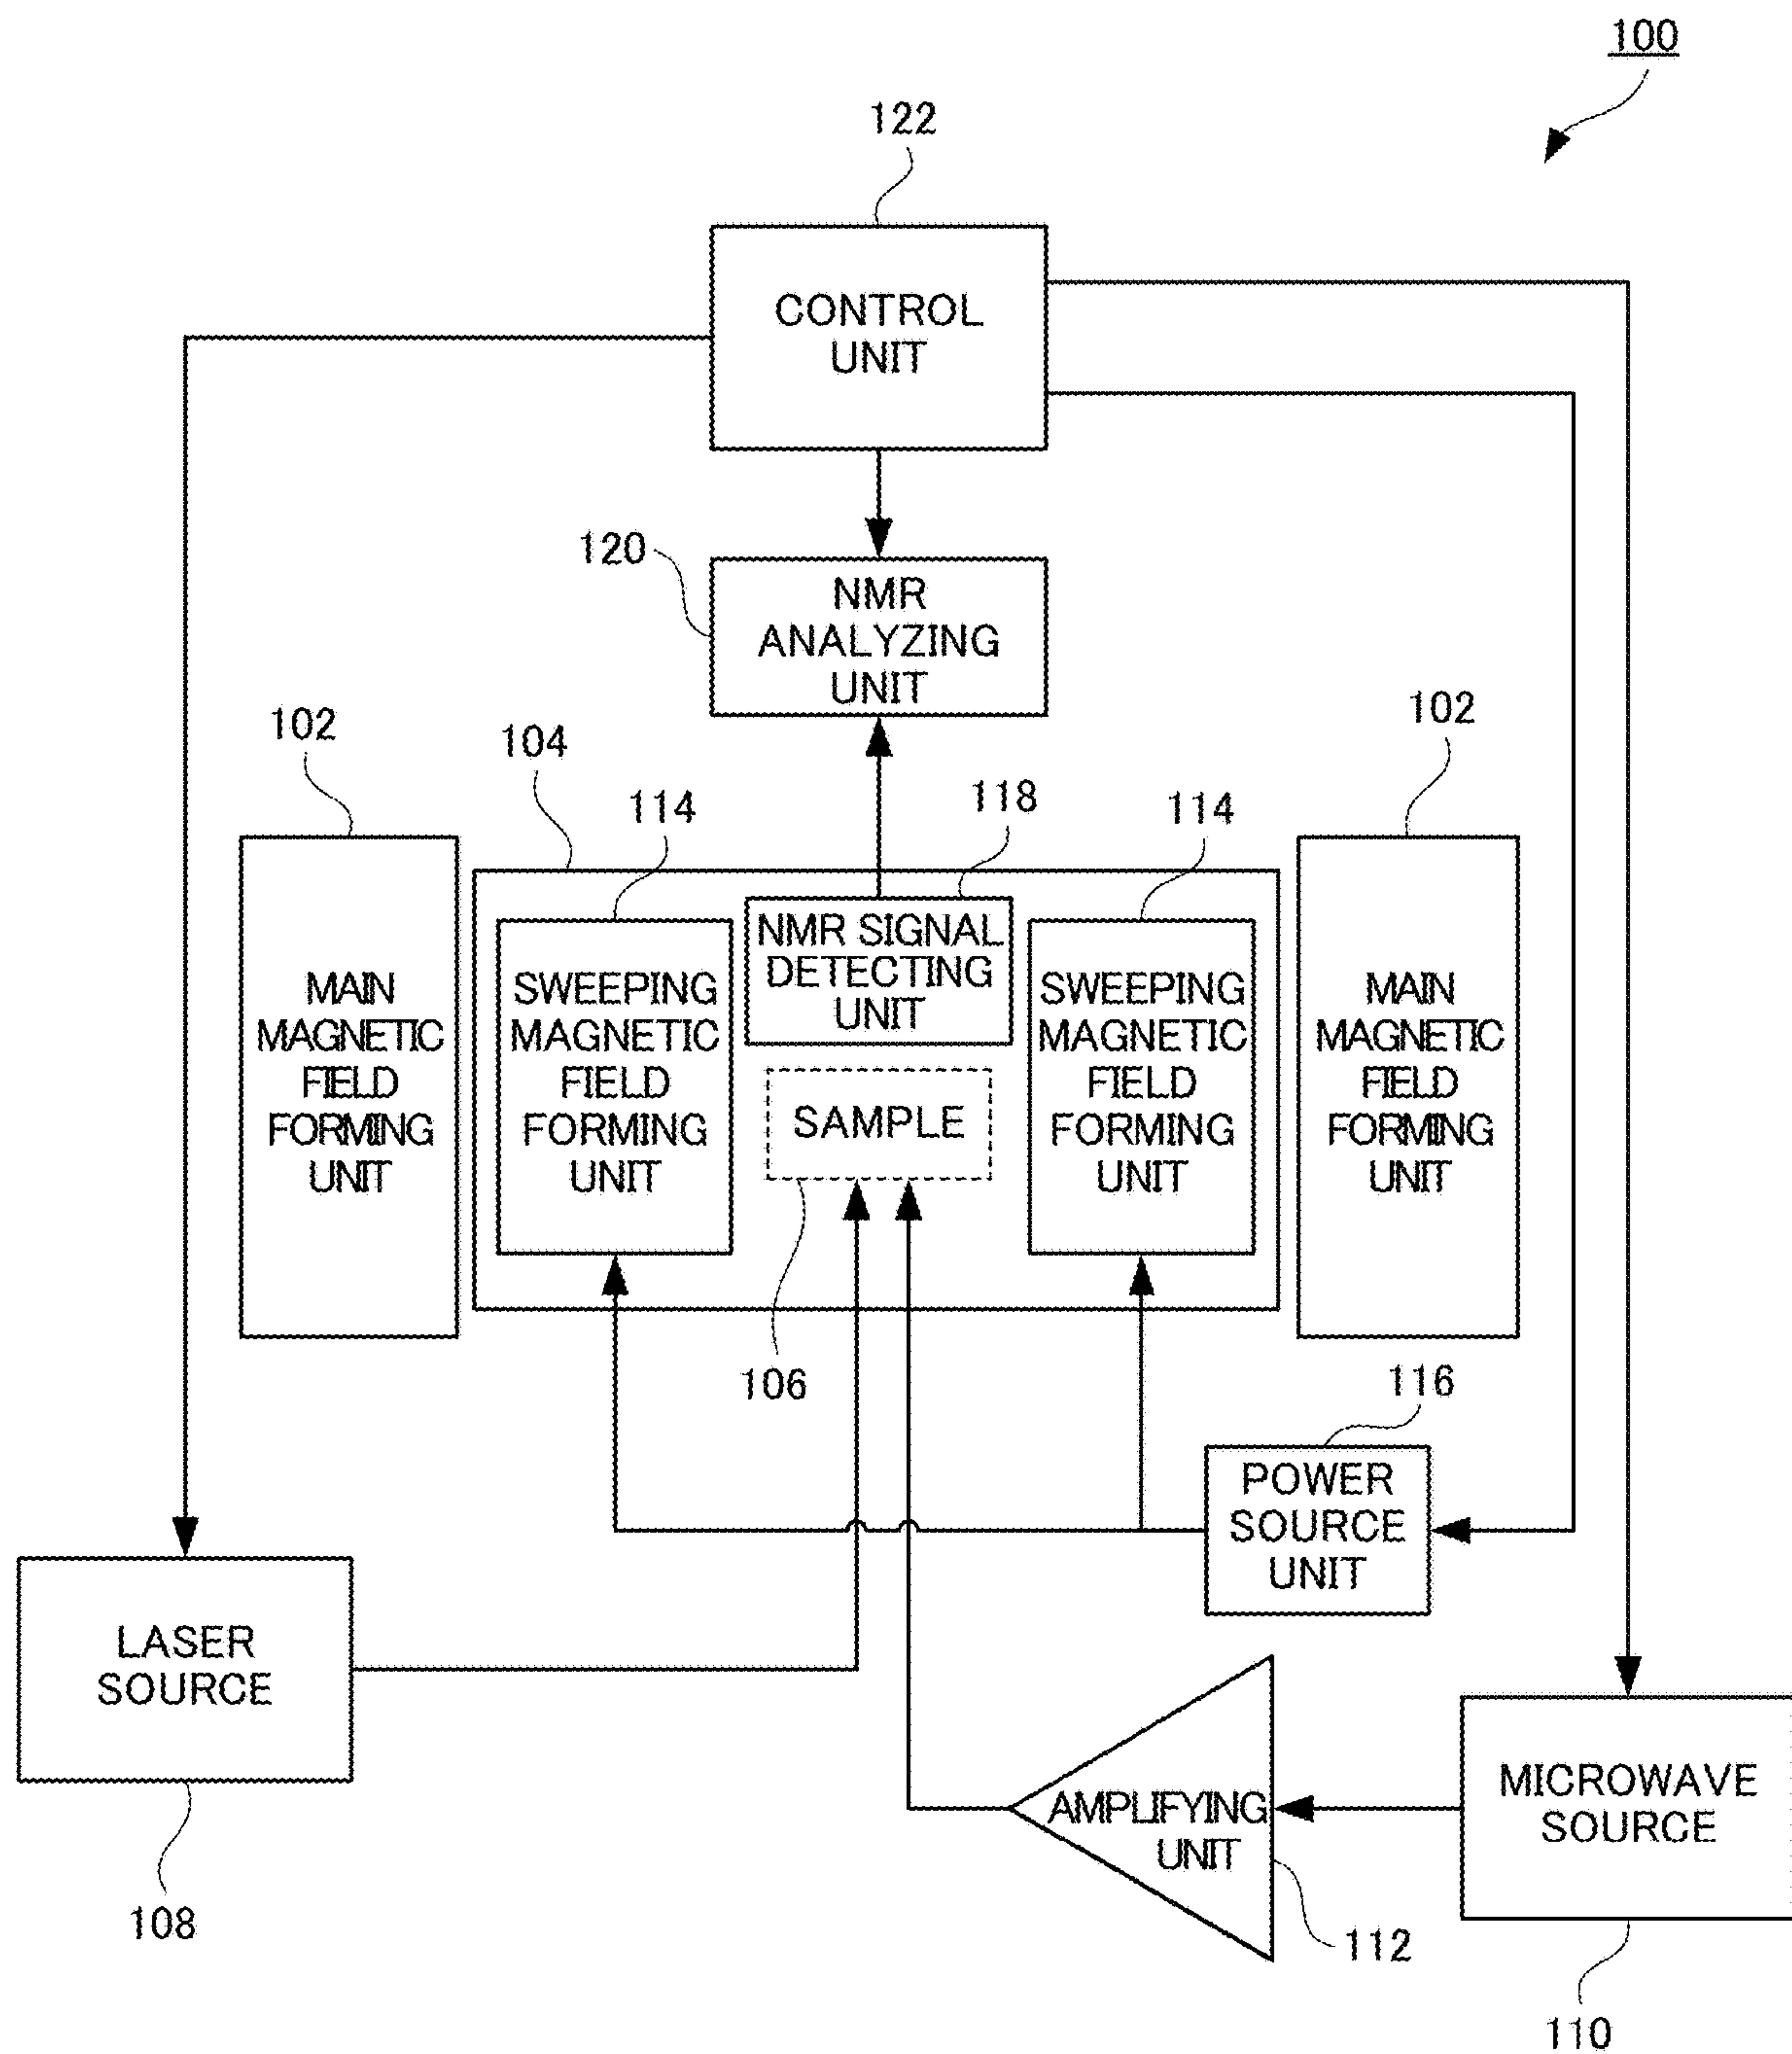 100
122
CONTROL
UNIT
120
NMR
ANALYZING
UNIT
102
104
114
118
114
102
MAIN
MAGNETIC
FIELD
FORMING
UNIT
SWEEPING
MAGNETIC
FIELD
FORMING
UNIT
NMR SIGNAL
DETECTING
UNIT
SAMPLE
SWEEPING
MAGNETIC
FIELD
FORMING
UNIT
MAIN
MAGNETIC
FIELD
FORMING
UNIT
106
116
POWER
SOURCE
UNIT
LASER
SOURCE
108
AMPLIFYING
UNIT
112
MICROWAVE
SOURCE
110